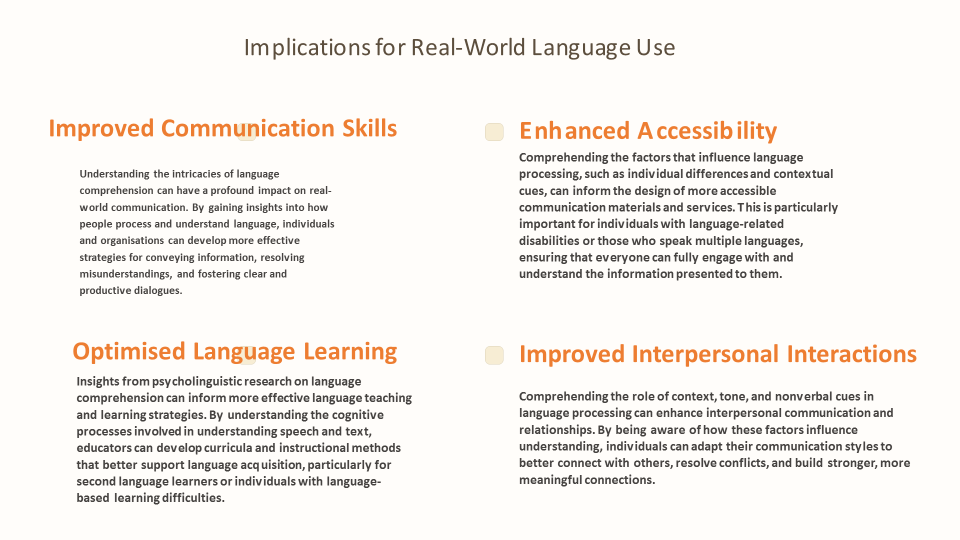 Implications for Real-World Language Use
Improved Communication Skills
Understanding the intricacies of language
comprehension can have a profound impact on real-
world communication. By gaining insights into how
people process and understand language, individuals
and organisations can develop more effective
strategies for conveying information, resolving
misunderstandings, and fostering clear and
productive dialogues.
Enhanced Accessibility
Comprehending the factors that influence language
processing, such as individual differences and contextual
cues, can inform the design of more accessible
communication materials and services. This is particularly
important for individuals with language-related
disabilities or those who speak multiple languages,
ensuring that everyone can fully engage with and
understand the information presented to them.
Optimised Language Learning
Insights from psycholinguistic research on language
comprehension can inform more effective language teaching
and learning strategies. By understanding the cognitive
processes involved in understanding speech and text,
educators can develop curricula and instructional methods
that better support language acquisition, particularly for
second language learners or individuals with language-
based learning difficulties.
Improved Interpersonal Interactions
Comprehending the role of context, tone, and nonverbal cues in
language processing can enhance interpersonal communication and
relationships. By being aware of how these factors influence
understanding, individuals can adapt their communication styles to
better connect with others, resolve conflicts, and build stronger, more
meaningful connections.